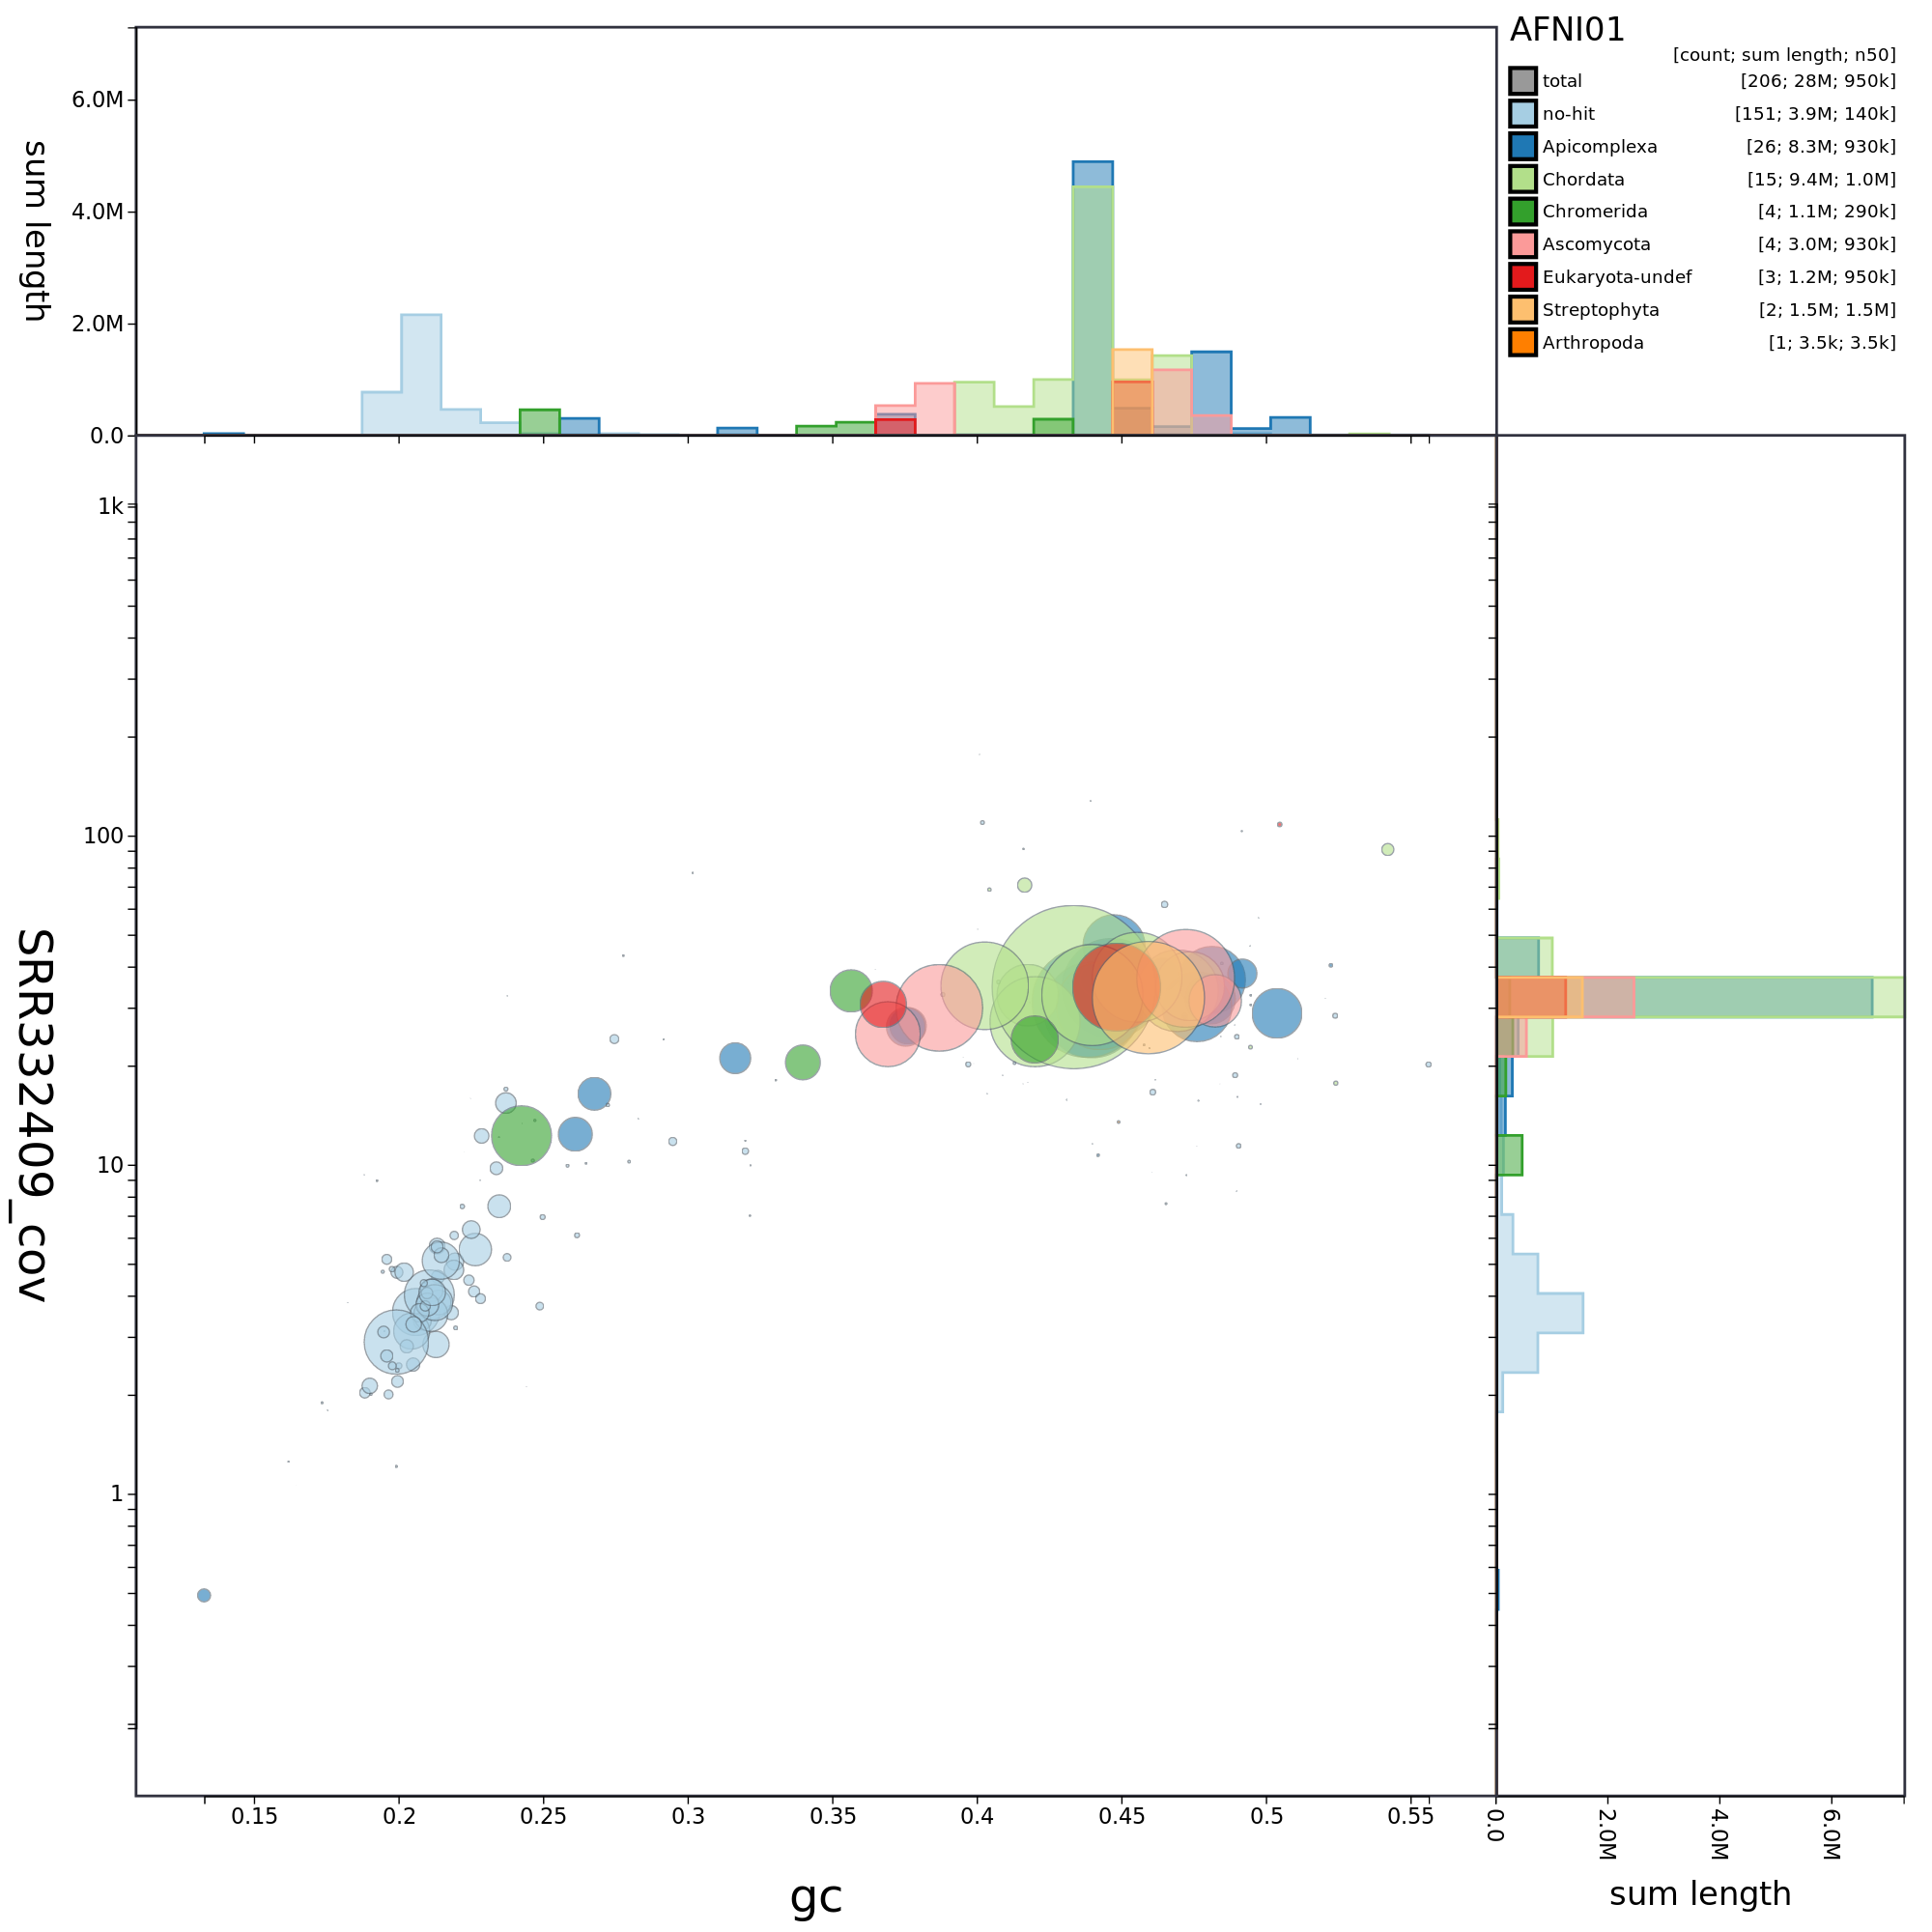 AFNI01
[count; sum length; n50]
total [206; 28M; 950k]
no-hit [151; 3.9M; 140k]
Apicomplexa [26; 8.3M; 930k]
Chordata [15; 9.4M; 1.0M]
Chromerida [4; 1.1M; 290k]
Ascomycota [4; 3.0M; 930k]
Eukaryota-undef [3; 1.2M; 950k]
Streptophyta [2; 1.5M; 1.5M]
Arthropoda [1; 3.5k; 3.5k]
sum length
6.0M
4.0M
2.0M
0.0
SRR332409_cov
1k
100
10
1
0.15 0.2 0.25 0.3 0.35 0.4 0.45 0.5 0.55
gc
0.0 2.0M 4.0M 6.0M
sum length